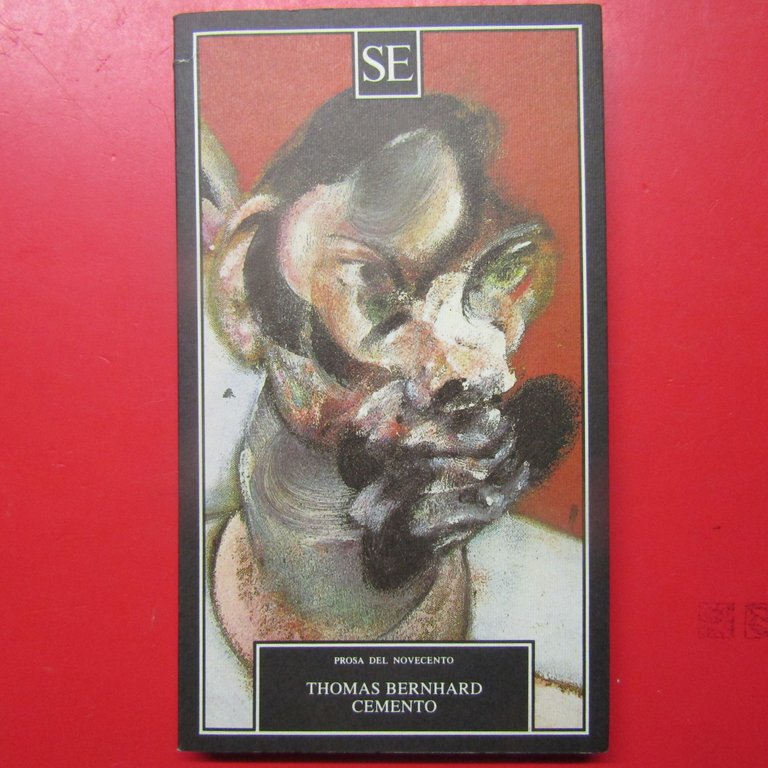 SE
PROSA DEL NOVECENTO
THOMAS BERNHARD
CEMENTO